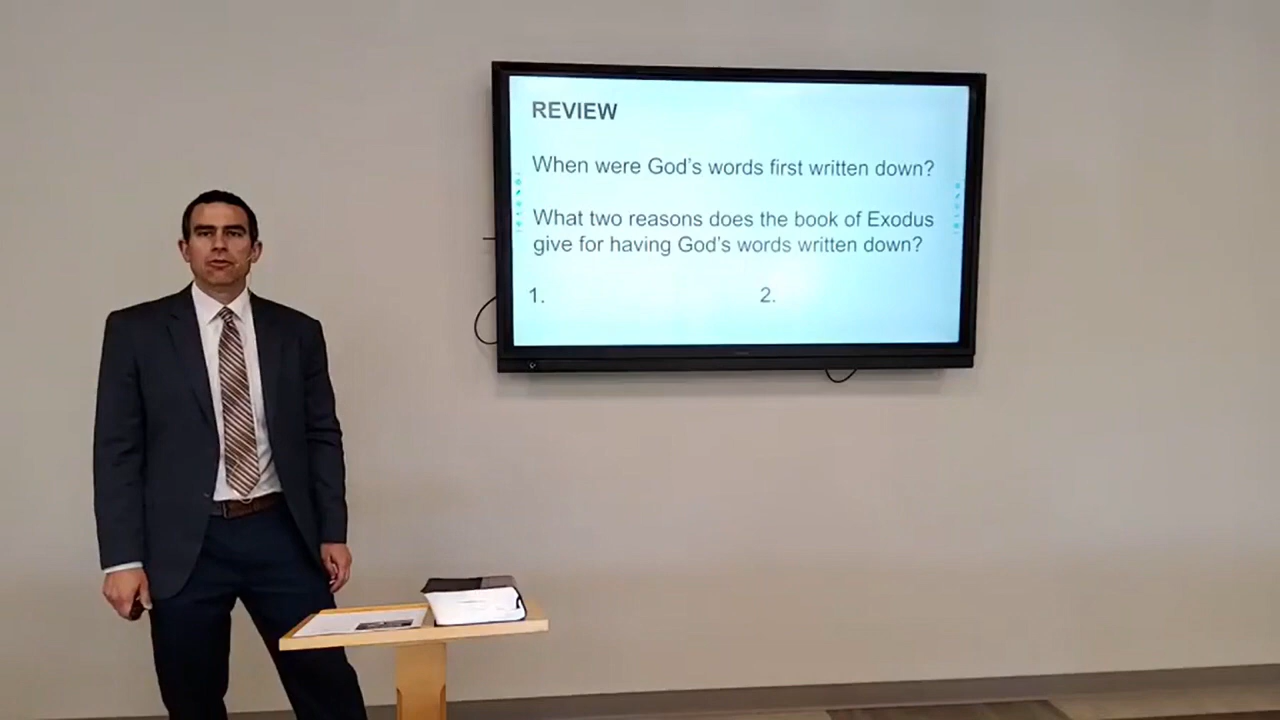 REVIEW
When were God's words first written down?
What two reasons does the book of Exodus
give for having God's words written down?
1. 2.